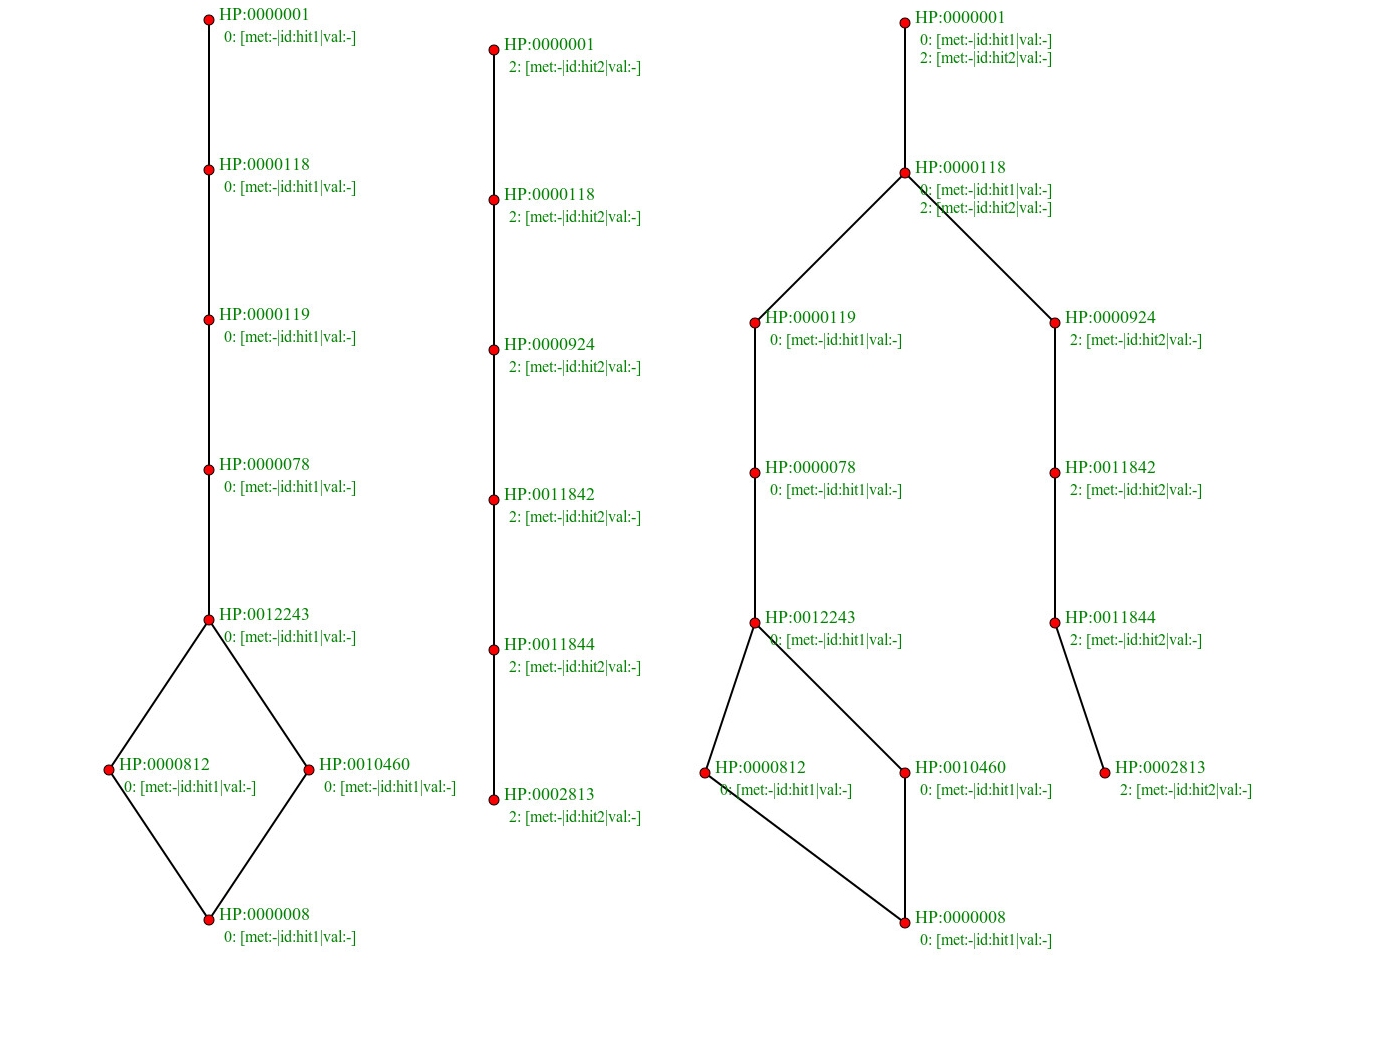 HP:0000001
0: [met:-|id:hit1|val:-]
HP:0000118
0: [met:-|id:hit1|val:-]
HP:0000119
0: [met:-|id:hit1|val:-]
HP:0000078
0: [met:-|id:hit1|val:-]
HP:0012243
0: [met:-|id:hit1|val:-]
HP:0000812
0: [met:-|id:hit1|val:-]
HP:0010460
0: [met:-|id:hit1|val:-]
HP:0000008
0: [met:-|id:hit1|val:-]
HP:0000001
2: [met:-|id:hit2|val:-]
HP:0000118
2: [met:-|id:hit2|val:-]
HP:0000924
2: [met:-|id:hit2|val:-]
HP:0011842
2: [met:-|id:hit2|val:-]
HP:0011844
2: [met:-|id:hit2|val:-]
HP:0002813
2: [met:-|id:hit2|val:-]
HP:0000001
0: [met:-|id:hit1|val:-]
2: [met:-|id:hit2|val:-]
HP:0000118
0: [met:-|id:hit1|val:-]
2: [met:-|id:hit2|val:-]
HP:0000119
0: [met:-|id:hit1|val:-]
HP:0000924
2: [met:-|id:hit2|val:-]
HP:0000078
0: [met:-|id:hit1|val:-]
HP:0011842
2: [met:-|id:hit2|val:-]
HP:0012243
0: [met:-|id:hit1|val:-]
HP:0011844
2: [met:-|id:hit2|val:-]
HP:0000812
0: [met:-|id:hit1|val:-]
HP:0010460
0: [met:-|id:hit1|val:-]
HP:0002813
2: [met:-|id:hit2|val:-]
HP:0000008
0: [met:-|id:hit1|val:-]